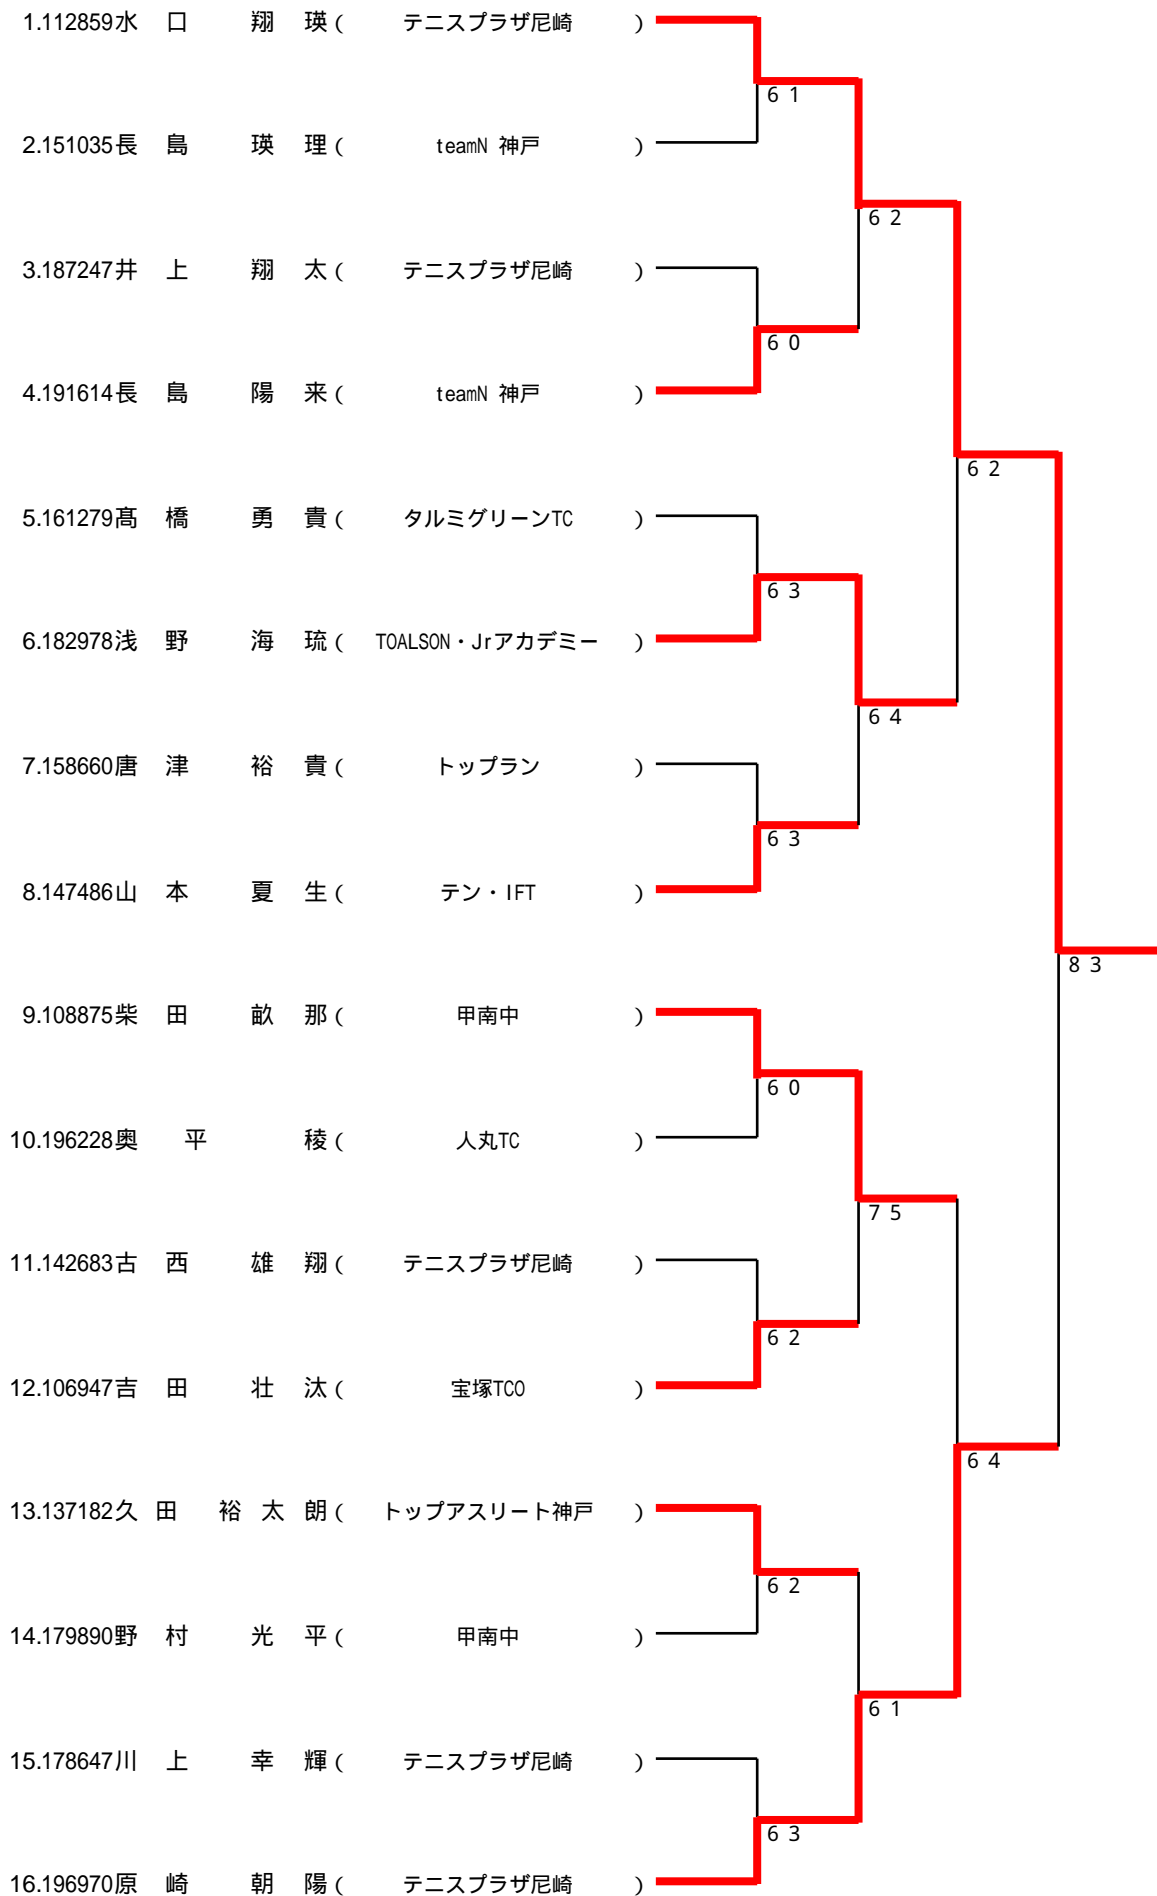 1.112859水 口 翔 瑛 ( テニスプラザ尼崎 )
6 1
2.151035長 島 瑛 理 ( teamN 神戸 )
6 2
3.187247井 上 翔 太 ( テニスプラザ尼崎 )
6 0
4.191614長 島 陽 来 ( teamN 神戸 )
6 2
5.161279髙 橋 勇 貴 ( タルミグリーンTC )
6 3
6.182978浅 野 海 琉 ( TOALSON・Jrアカデミー )
6 4
7.158660唐 津 裕 貴 ( トップラン )
6 3
8.147486山 本 夏 生 ( テン・IFT )
8 3
9.108875柴 田 畝 那 ( 甲南中 )
6 0
10.196228奥 平 稜 ( 人丸TC )
7 5
11.142683古 西 雄 翔 ( テニスプラザ尼崎 )
6 2
12.106947吉 田 壮 汰 ( 宝塚TCO )
6 4
13.137182久 田 裕 太 朗 ( トップアスリート神戸 )
6 2
14.179890野 村 光 平 ( 甲南中 )
6 1
15.178647川 上 幸 輝 ( テニスプラザ尼崎 )
6 3
16.196970原 崎 朝 陽 ( テニスプラザ尼崎 )